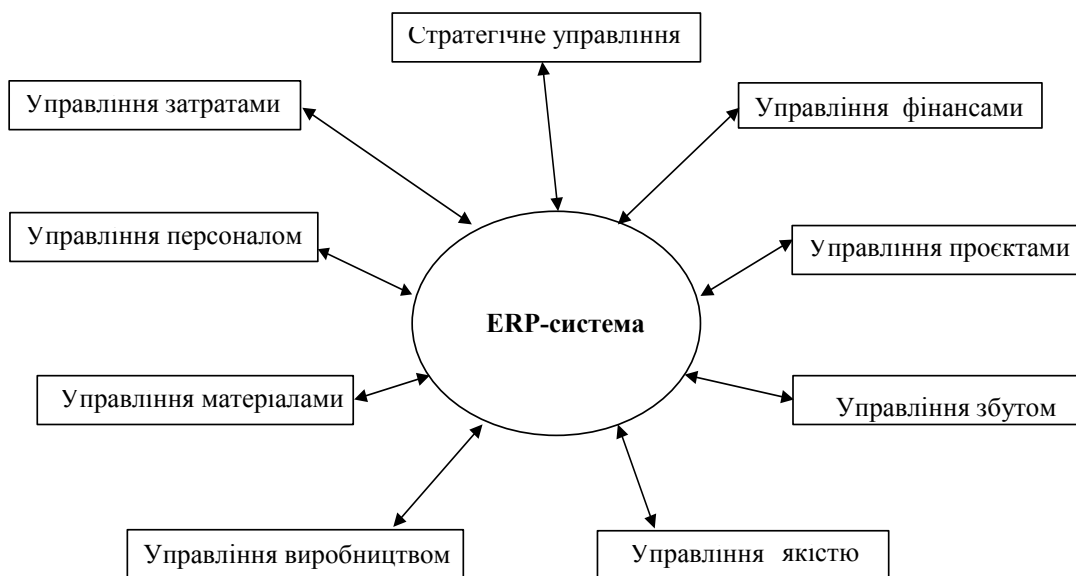 Стратегічне управління
Управління затратами
Управління фінансами
Управління персоналом
Управління проєктами
ERP-система
Управління матеріалами
Управління збутом
Управління виробництвом
Управління якістю